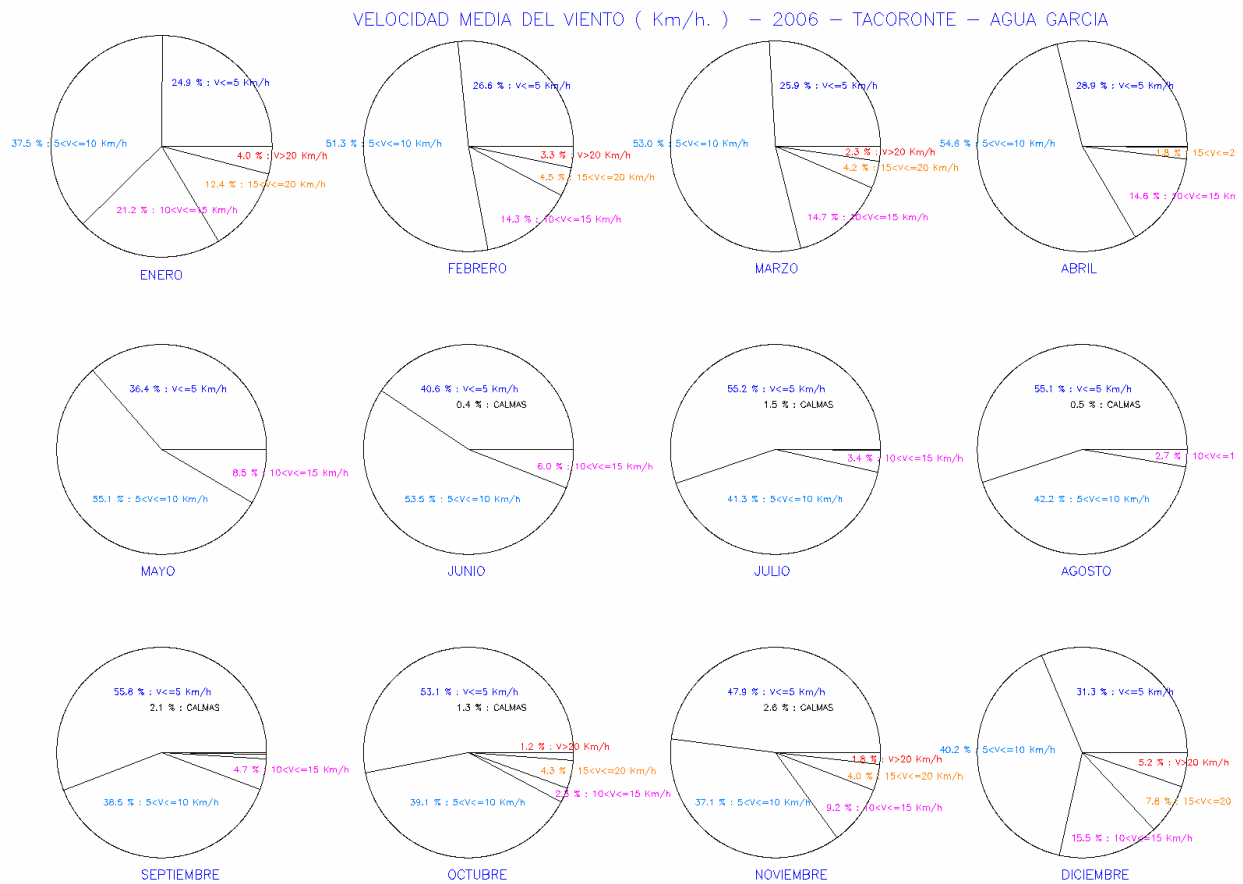 VELOCIDAD MEDIA DEL VIENTO ( Km/h. ) - 2006 - TACORONTE - AGUA GARCIA
24.9 % : V<=5 Km/h
37.5 % : 5<V<=10 Km/h
4.0 % : V>20 Km/h
12.4 % : 15<V<=20 Km/h
21.2 % : 10<V<=15 Km/h
ENERO
26.6 % : V<=5 Km/h
51.3 % : 5<V<=10 Km/h
3.3 % : V>20 Km/h
4.5 % : 15<V<=20 Km/h
14.3 % : 10<V<=15 Km/h
FEBRERO
25.9 % : V<=5 Km/h
53.0 % : 5<V<=10 Km/h
2.3 % : V>20 Km/h
4.2 % : 15<V<=20 Km/h
14.7 % : 10<V<=15 Km/h
MARZO
28.9 % : V<=5 Km/h
54.6 % : 5<V<=10 Km/h
1.8 % : 15<V<=2
14.6 % : 10<V<=15 Km
ABRIL
36.4 % : V<=5 Km/h
8.5 % : 10<V<=15 Km/h
55.1 % : 5<V<=10 Km/h
MAYO
40.6 % : V<=5 Km/h
0.4 % : CALMAS
6.0 % : 10<V<=15 Km/h
53.5 % : 5<V<=10 Km/h
JUNIO
55.2 % : V<=5 Km/h
1.5 % : CALMAS
3.4 % : 10<V<=15 Km/h
41.3 % : 5<V<=10 Km/h
JULIO
55.1 % : V<=5 Km/h
0.5 % : CALMAS
2.7 % : 10<V<=1
42.2 % : 5<V<=10 Km/h
AGOSTO
55.8 % : V<=5 Km/h
2.1 % : CALMAS
4.7 % : 10<V<=15 Km/h
38.5 % : 5<V<=10 Km/h
SEPTIEMBRE
53.1 % : V<=5 Km/h
1.3 % : CALMAS
1.2 % : V>20 Km/h
4.3 % : 15<V<=20 Km/h
2.3 % : 10<V<=15 Km/h
39.1 % : 5<V<=10 Km/h
OCTUBRE
47.9 % : V<=5 Km/h
2.6 % : CALMAS
1.8 % : V>20 Km/h
4.0 % : 15<V<=20 Km/h
9.2 % : 10<V<=15 Km/h
37.1 % : 5<V<=10 Km/h
NOVIEMBRE
31.3 % : V<=5 Km/h
40.2 % : 5<V<=10 Km/h
5.2 % : V>20 Km/h
7.8 % : 15<V<=20
15.5 % : 10<V<=15 Km/h
DICIEMBRE